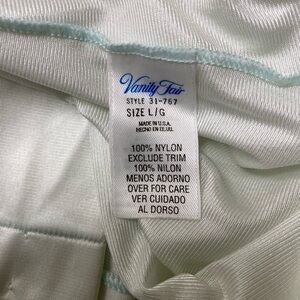 Vanity Fair
STYLE 31-767
SIZE L/G
MADE IN U.S.A.
HECHO EN EE.UU.
100% NYLON
EXCLUDE TRIM
100% NILON
MENOS ADORNO
OVER FOR CARE
VER CUIDADO
AL DORSO